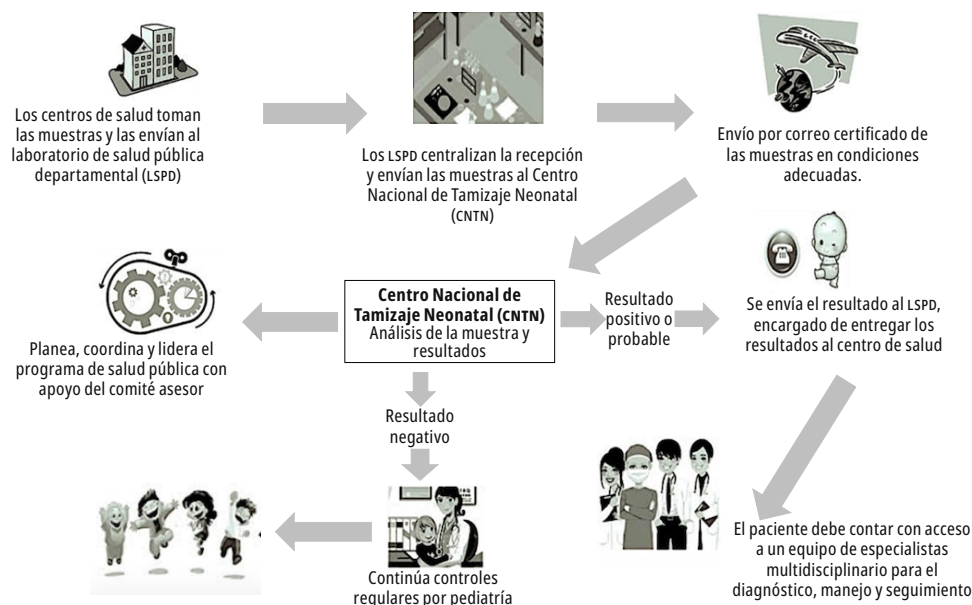 Los centros de salud toman
las muestras y las envían al
laboratorio de salud pública
departamental (LSPD)
Los LSPD centralizan la recepción
y envían las muestras al Centro
Nacional de Tamizaje Neonatal
(CNTN)
Envío por correo certificado de
las muestras en condiciones
adecuadas.
Planea, coordina y lidera el
programa de salud pública con
apoyo del comité asesor
Centro Nacional de
Tamizaje Neonatal (CNTN)
Análisis de la muestra y
resultados
Resultado
positivo o
probable
Se envía el resultado al LSPD,
encargado de entregar los
resultados al centro de salud
Resultado
negativo
Continúa controles
regulares por pediatría
El paciente debe contar con acceso
a un equipo de especialistas
multidisciplinario para el
diagnóstico, manejo y seguimiento